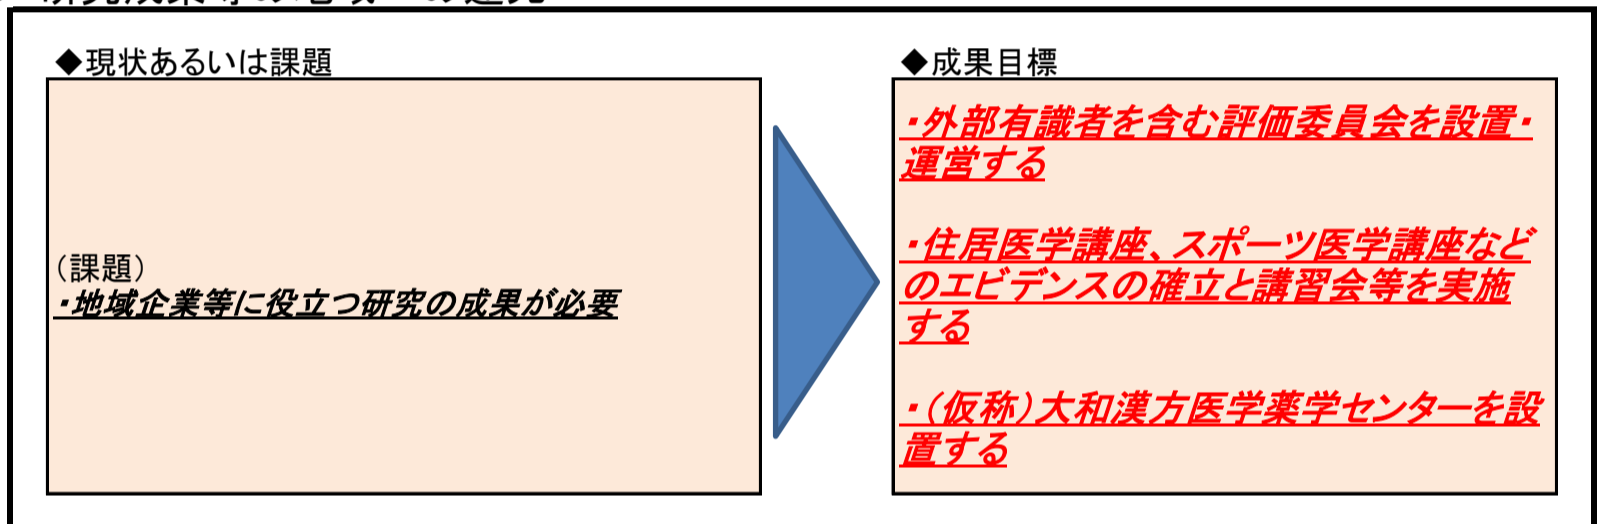 ◆現状あるいは課題
(課題)
・地域企業等に役立つ研究の成果が必要
◆成果目標
・外部有識者を含む評価委員会を設置・
運営する
・住居医学講座、スポーツ医学講座など
のエビデンスの確立と講習会等を実施
する
・(仮称)大和漢方医学薬学センターを設
置する